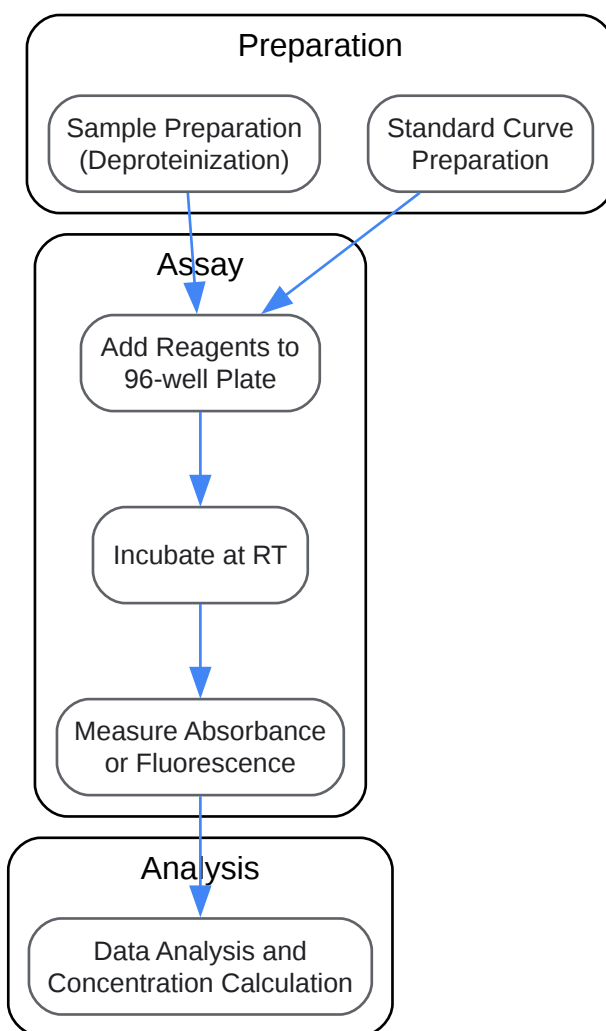 Preparation
Sample Preparation
(Deproteinization)
Standard Curve
Preparation
Assay
Add Reagents to
96-well Plate
Incubate at RT
Measure Absorbance
or Fluorescence
Analysis
Data Analysis and
Concentration Calculation